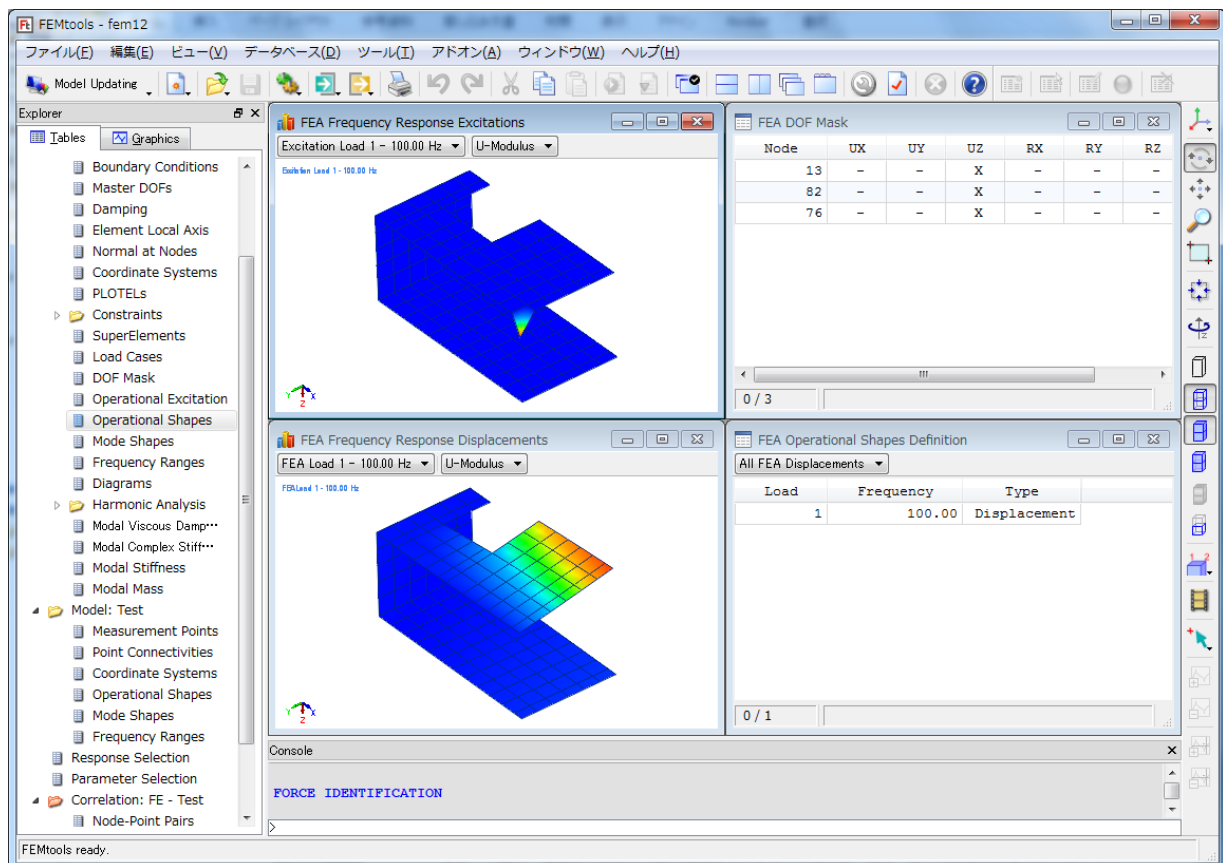 FEMtools - fem12
ファイル(F) 編集(E) ビュー(V) データベース(D) ツール(T) アドオン(A) ウィンドウ(W) ヘルプ(H)
Model Updating
Explorer
Tables Graphics
Boundary Conditions
Master DOFs
Damping
Element Local Axis
Normal at Nodes
Coordinate Systems
PLOTELs
Constraints
SuperElements
Load Cases
DOF Mask
Operational Excitation
Operational Shapes
Mode Shapes
Frequency Ranges
Diagrams
Harmonic Analysis
Modal Viscous Damp…
Modal Complex Stiff…
Modal Stiffness
Modal Mass
Model: Test
Measurement Points
Point Connectivities
Coordinate Systems
Operational Shapes
Mode Shapes
Frequency Ranges
Response Selection
Parameter Selection
Correlation: FE - Test
Node-Point Pairs
FEA Frequency Response Excitations
Excitation Load 1 - 100.00 Hz U-Modulus
Excitation Load 1 - 100.00 Hz
Y X
Z
FEA DOF Mask
Node UX UY UZ RX RY RZ
13 - - X - - -
82 - - X - - -
76 - - X - - -
0 / 3
FEA Frequency Response Displacements
FEA Load 1 - 100.00 Hz U-Modulus
FEA Load 1 - 100.00 Hz
Y X
Z
FEA Operational Shapes Definition
All FEA Displacements
Load Frequency Type
1 100.00 Displacement
0 / 1
Console
FORCE IDENTIFICATION
>
Z
1 2
FEMtools ready.